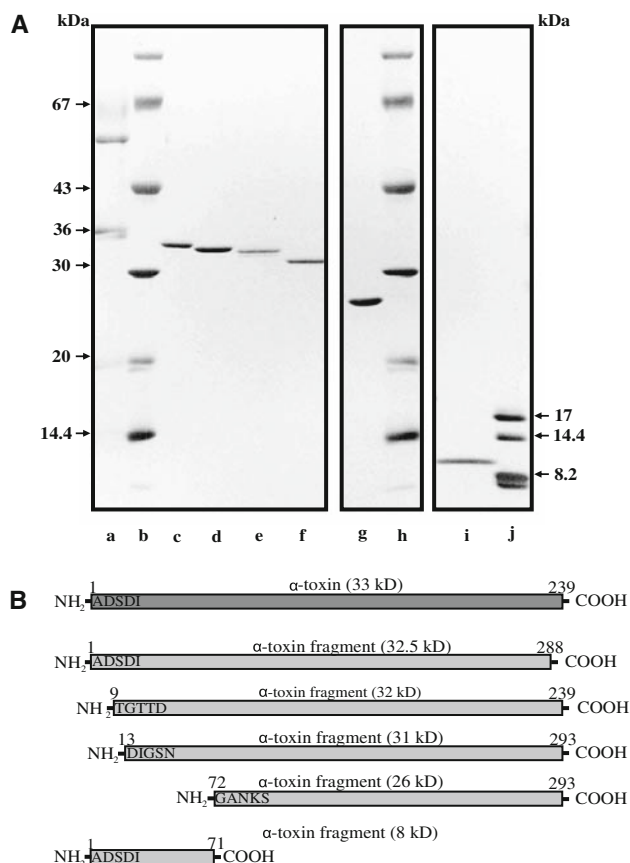 A
kDa
kDa
67
43
36
30
20
14.4
17
14.4
8.2
a b c d e f g h i j
B
α-toxin (33 kD)
1 239
NH2 ADSDI COOH
α-toxin fragment (32.5 kD)
1 288
NH2 ADSDI COOH
α-toxin fragment (32 kD)
9 239
NH2 TGTTD COOH
α-toxin fragment (31 kD)
13 293
NH2 DIGSN COOH
α-toxin fragment (26 kD)
72 293
NH2 GANKS COOH
α-toxin fragment (8 kD)
1 71
NH2 ADSDI COOH